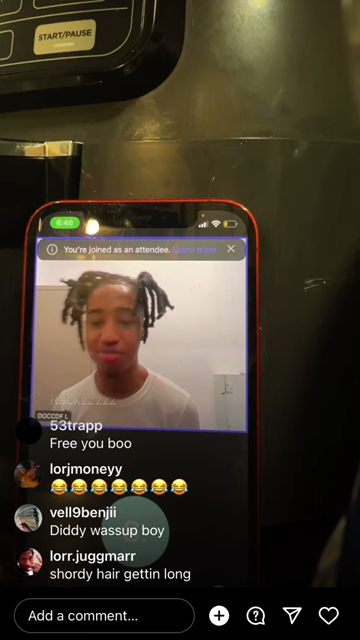 START/PAUSE
6:40
You're joined as an attendee. Learn more
DOCCDF I.
53trapp
Free you boo
lorjmoneyy
😂😂😂😂😂😂😂
vell9benjii
Diddy wassup boy
lorr.juggmarr
shordy hair gettin long
Add a comment...